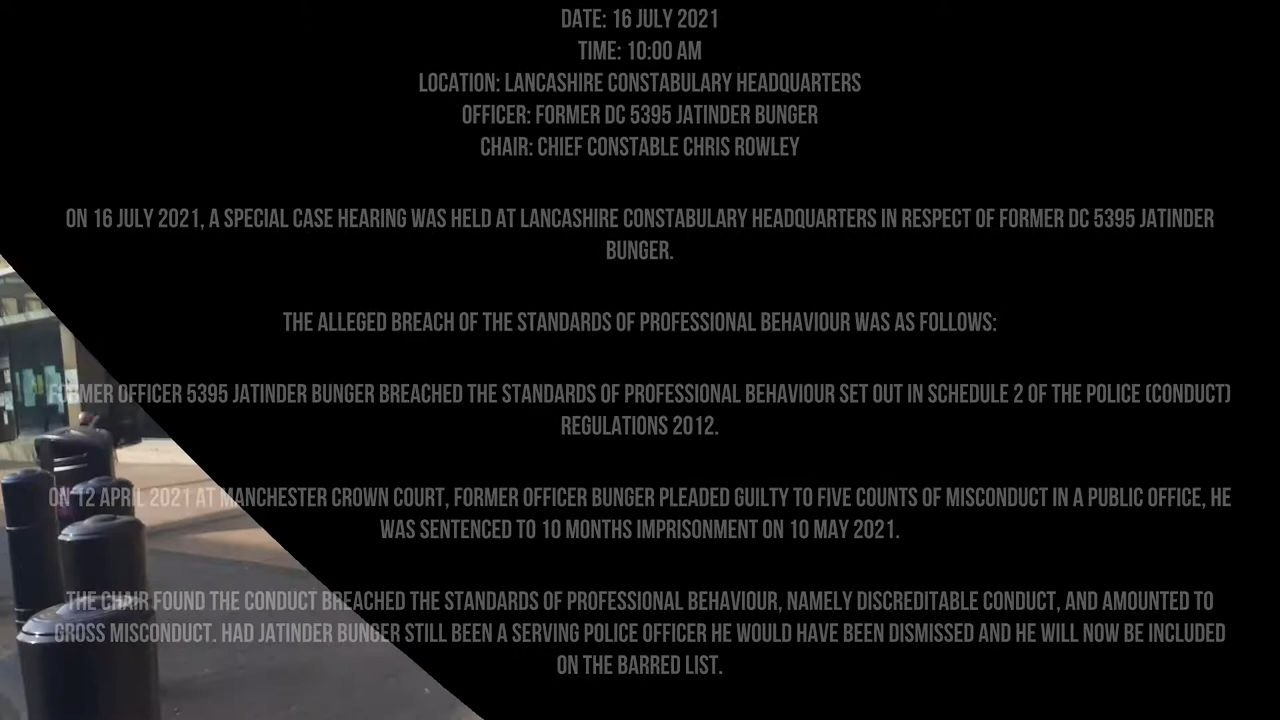 DATE: 16 JULY 2021
TIME: 10:00 AM
LOCATION: LANCASHIRE CONSTABULARY HEADQUARTERS
OFFICER: FORMER DC 5395 JATINDER BUNGER
CHAIR: CHIEF CONSTABLE CHRIS ROWLEY
ON 16 JULY 2021, A SPECIAL CASE HEARING WAS HELD AT LANCASHIRE CONSTABULARY HEADQUARTERS IN RESPECT OF FORMER DC 5395 JATINDER
BUNGER.
THE ALLEGED BREACH OF THE STANDARDS OF PROFESSIONAL BEHAVIOUR WAS AS FOLLOWS:
FORMER OFFICER 5395 JATINDER BUNGER BREACHED THE STANDARDS OF PROFESSIONAL BEHAVIOUR SET OUT IN SCHEDULE 2 OF THE POLICE (CONDUCT)
REGULATIONS 2012.
ON 12 APRIL 2021 AT MANCHESTER CROWN COURT, FORMER OFFICER BUNGER PLEADED GUILTY TO FIVE COUNTS OF MISCONDUCT IN A PUBLIC OFFICE, HE
WAS SENTENCED TO 10 MONTHS IMPRISONMENT ON 10 MAY 2021.
THE CHAIR FOUND THE CONDUCT BREACHED THE STANDARDS OF PROFESSIONAL BEHAVIOUR, NAMELY DISCREDITABLE CONDUCT, AND AMOUNTED TO
GROSS MISCONDUCT. HAD JATINDER BUNGER STILL BEEN A SERVING POLICE OFFICER HE WOULD HAVE BEEN DISMISSED AND HE WILL NOW BE INCLUDED
ON THE BARRED LIST.